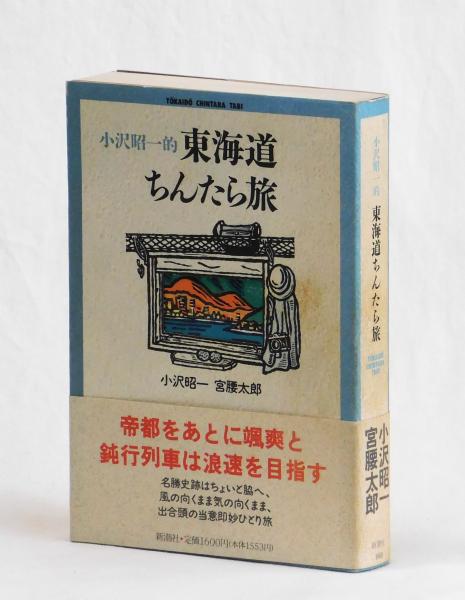 TŌKAIDŌ CHINTARA TABI
小沢昭一的 東海道
ちんたら旅
小沢昭一 宮腰太郎
帝都をあとに颯爽と
鈍行列車は浪速を目指す
名勝史跡はちょいと脇へ、
風の向くまま気の向くまま、
出合頭の当意即妙ひとり旅
新潮社・定価1600円(本体1553円)
小沢昭一的 東海道ちんたら旅
TŌKAIDŌ
CHINTARA
TABI
小沢昭一
宮腰太郎
新潮社